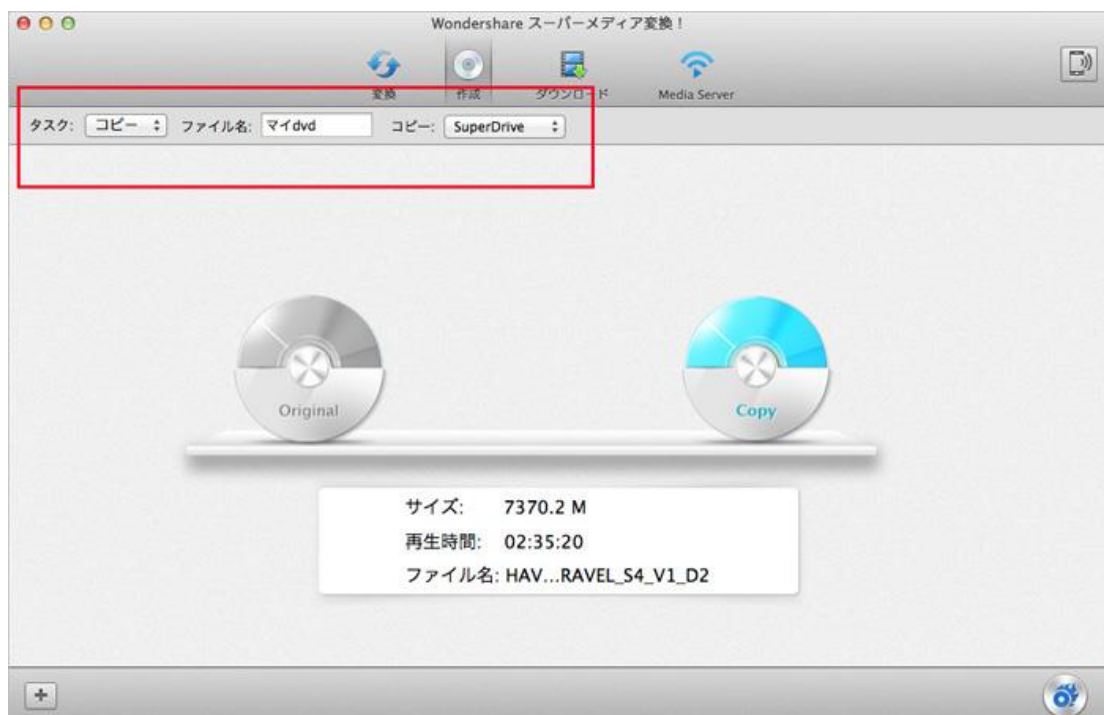 Wondershare スーパーメディア変換！
変換 作成 ダウンロード Media Server
タスク: コピー ファイル名: マイdvd コピー: SuperDrive
Original Copy
サイズ: 7370.2 M
再生時間: 02:35:20
ファイル名: HAV...RAVEL_S4_V1_D2